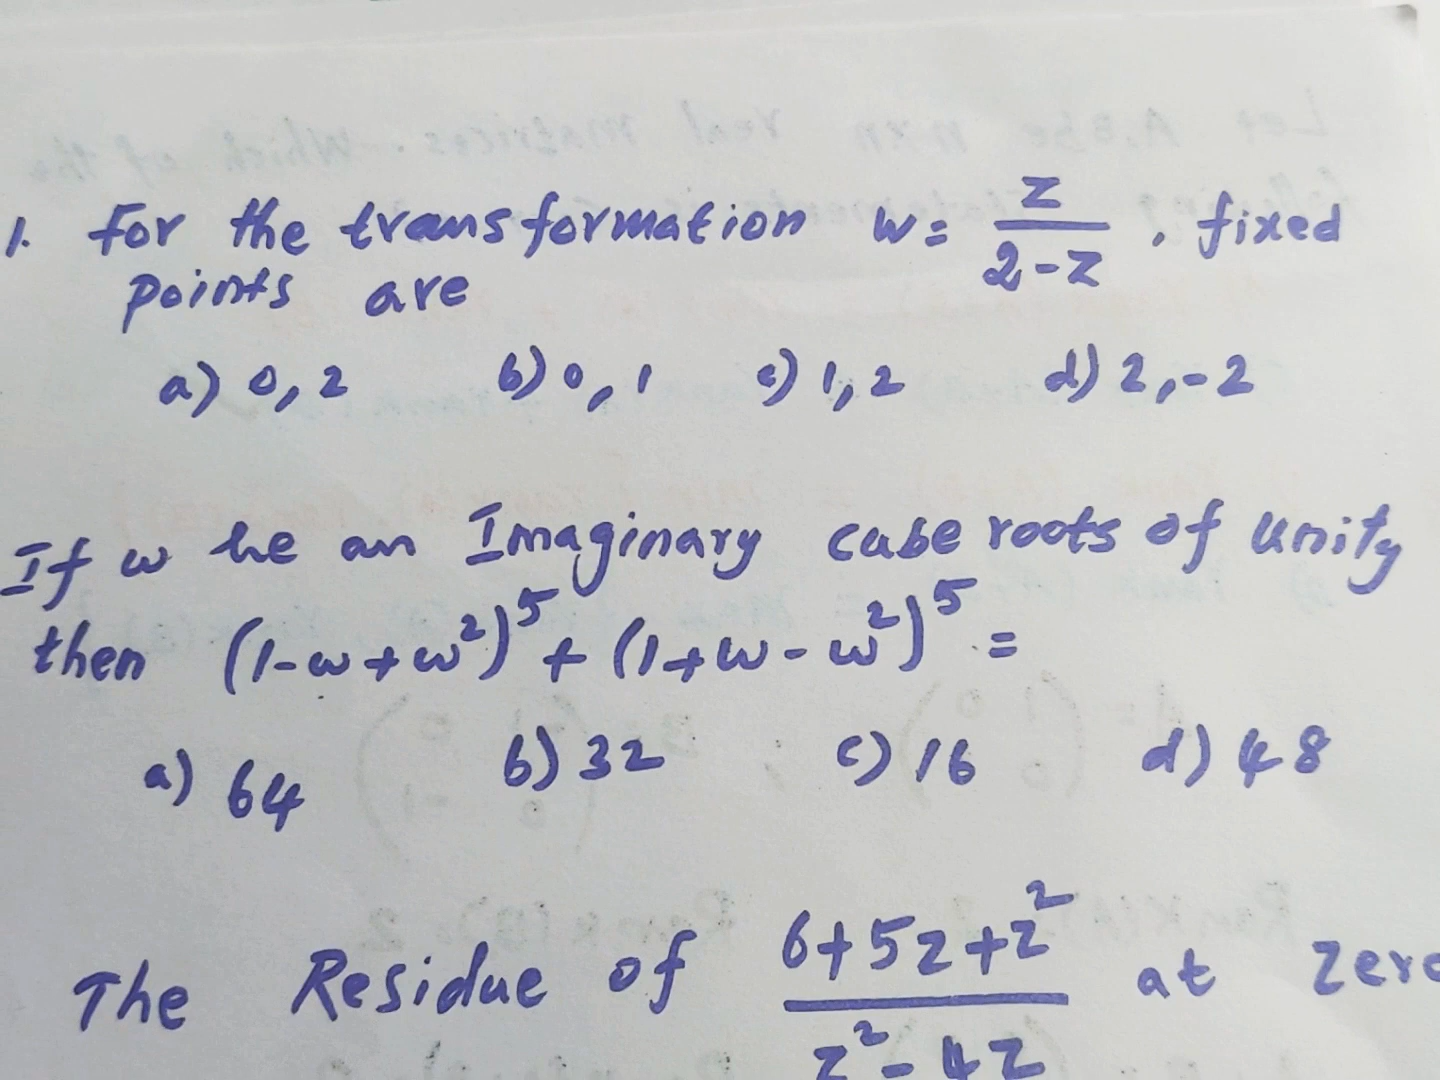 1. For the transformation w = z/(2-z), fixed
points are
a) 0, 2 b) 0, 1 c) 1, 2 d) 2, -2
If ω be an Imaginary cube roots of unity
then (1-ω+ω²)⁵ + (1+ω-ω²)⁵ =
a) 64 b) 32 c) 16 d) 48
The Residue of (6+5z+z²)/(z²-4z) at zero